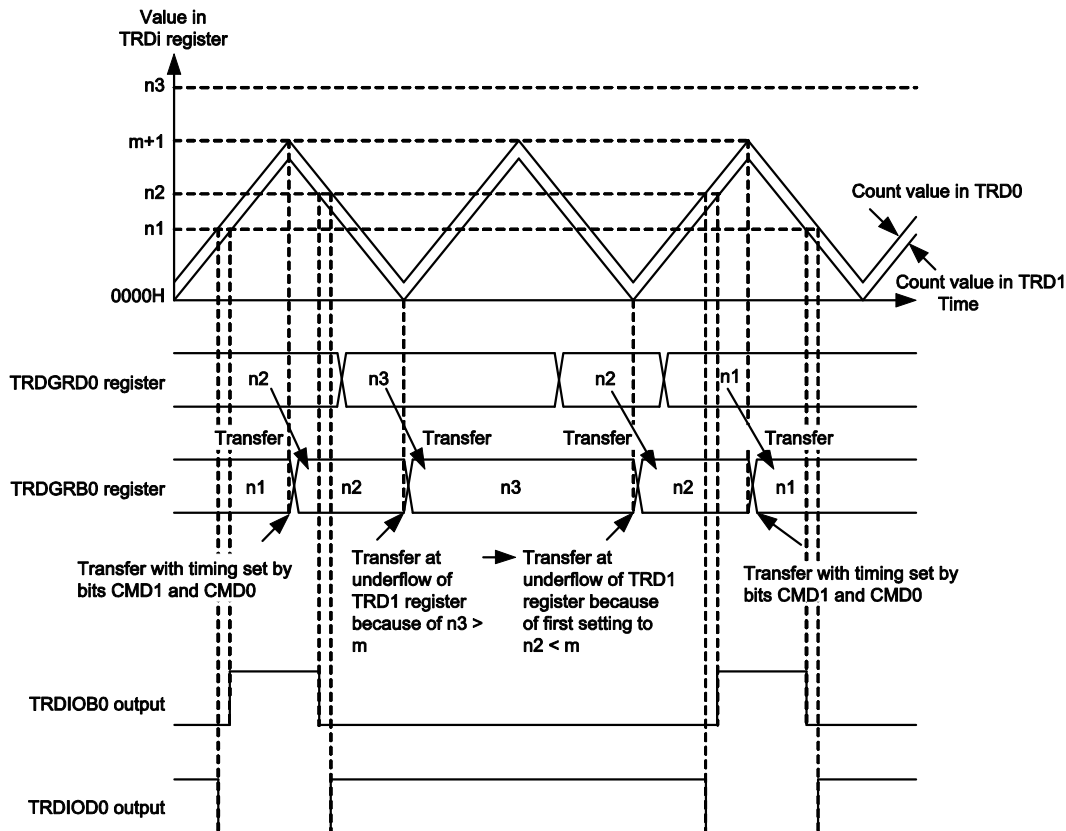 Value in
TRDi register
n3
m+1
n2
n1
0000H
Count value in TRD0
Count value in TRD1
Time
TRDGRD0 register
n2
n3
n2
n1
Transfer
Transfer
Transfer
Transfer
TRDGRB0 register
n1
n2
n3
n2
n1
Transfer with timing set by
bits CMD1 and CMD0
Transfer at
underflow of
TRD1 register
because of n3 >
m
Transfer at
underflow of TRD1
register because
of first setting to
n2 < m
Transfer with timing set by
bits CMD1 and CMD0
TRDIOB0 output
TRDIOD0 output